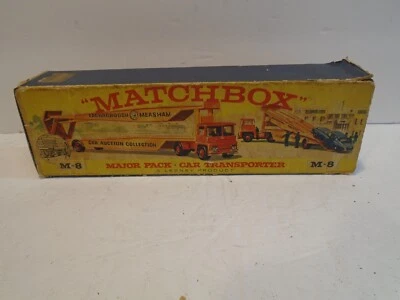 "MATCHBOX"
FARNBOROUGH MEASHAM
CAR AUCTION COLLECTION
M-8 MAJOR PACK · CAR TRANSPORTER M-8
A LESNEY PRODUCT